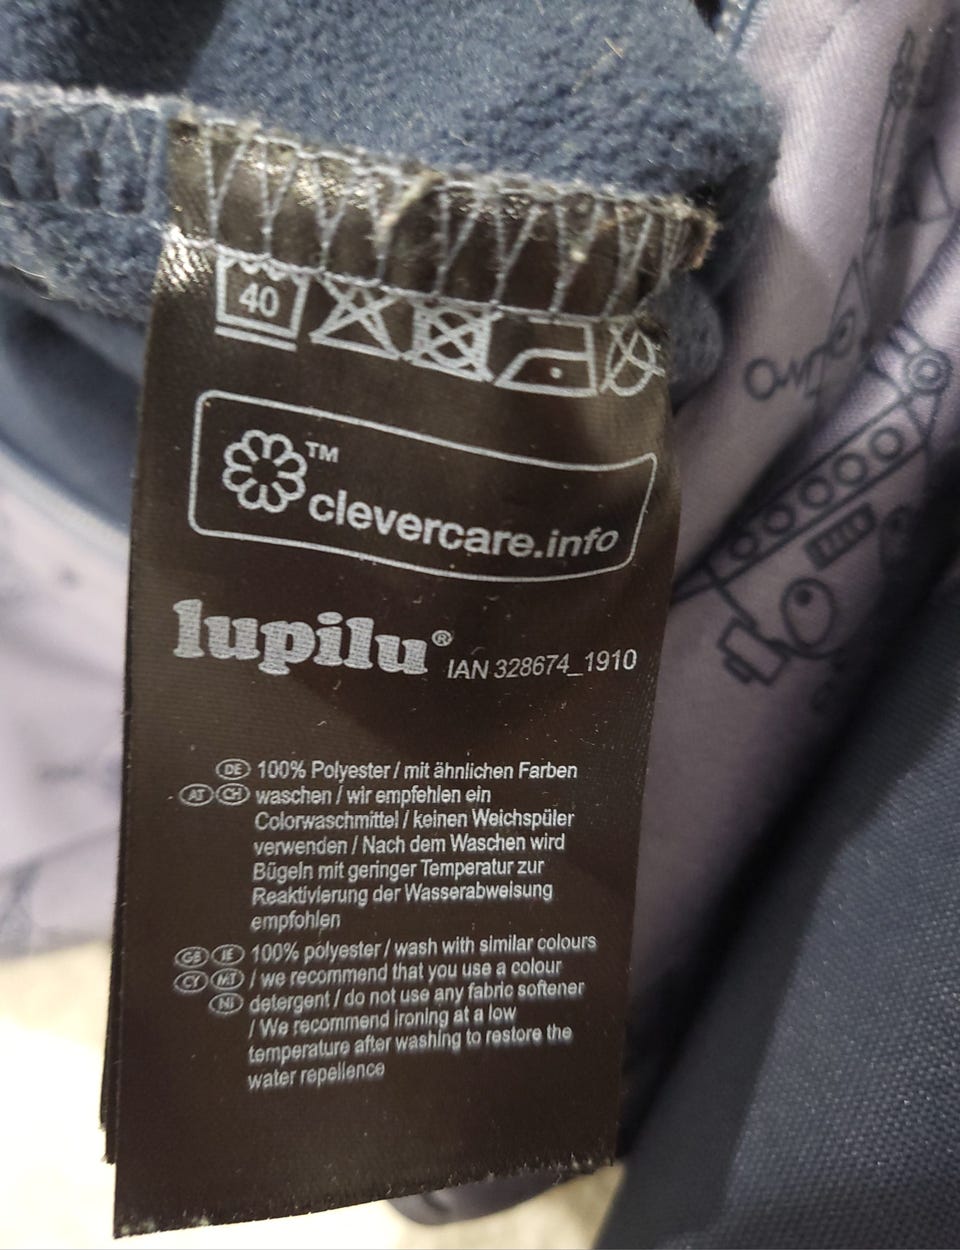 40
™
clevercare.info
lupilu® IAN 328674_1910
DE 100% Polyester / mit ähnlichen Farben
AT CH waschen / wir empfehlen ein
Colorwaschmittel / keinen Weichspüler
verwenden / Nach dem Waschen wird
Bügeln mit geringer Temperatur zur
Reaktivierung der Wasserabweisung
empfohlen
GB IE 100% polyester / wash with similar colours
CY MT / we recommend that you use a colour
NI detergent / do not use any fabric softener
/ We recommend ironing at a low
temperature after washing to restore the
water repellence